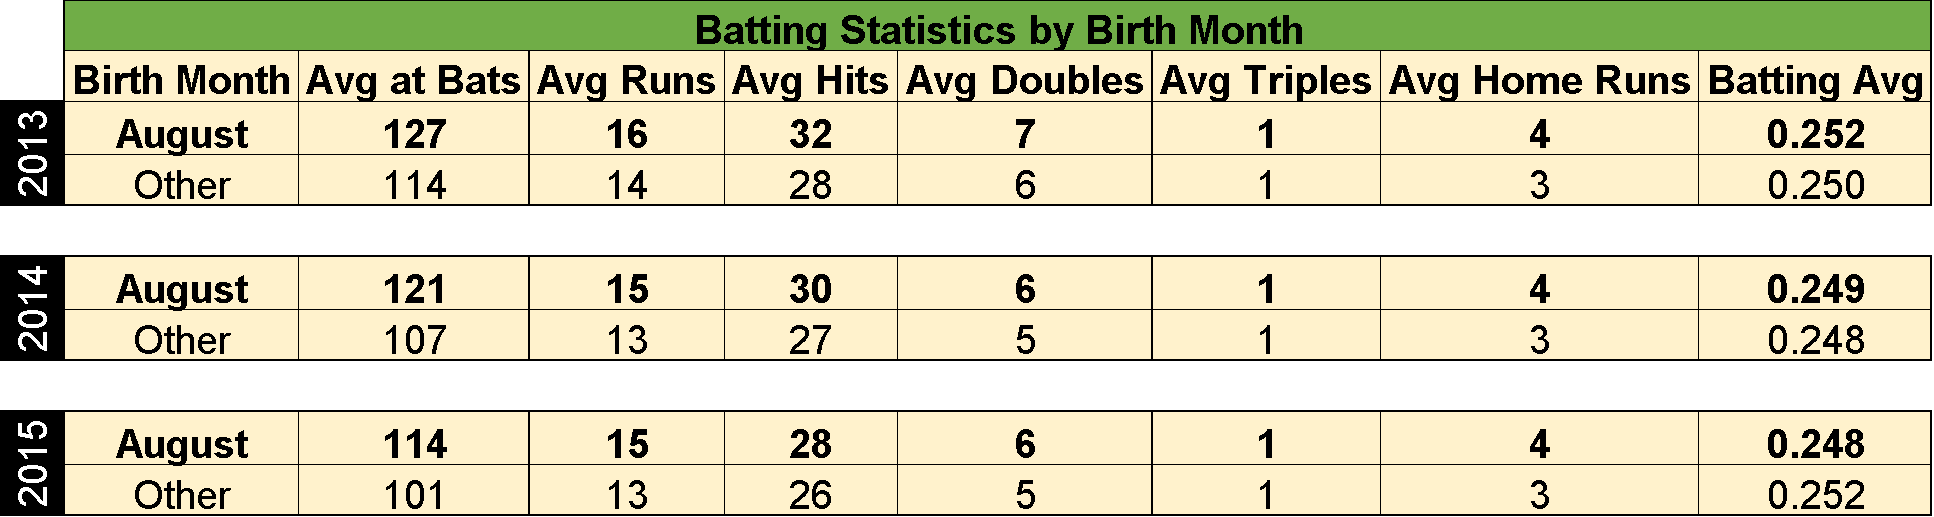 Batting Statistics by Birth Month
Birth Month Avg at Bats Avg Runs Avg Hits Avg Doubles Avg Triples Avg Home Runs Batting Avg
2013
August 127 16 32 7 1 4 0.252
Other 114 14 28 6 1 3 0.250
2014
August 121 15 30 6 1 4 0.249
Other 107 13 27 5 1 3 0.248
2015
August 114 15 28 6 1 4 0.248
Other 101 13 26 5 1 3 0.252